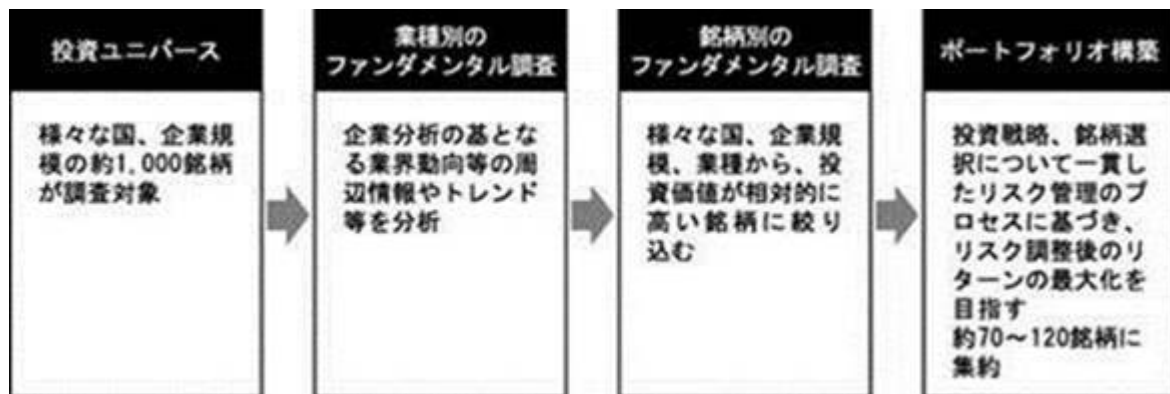 投資ユニバース
様々な国、企業規
模の約1,000銘柄
が調査対象
業種別の
ファンダメンタル調査
企業分析の基とな
る業界動向等の周
辺情報やトレンド
等を分析
銘柄別の
ファンダメンタル調査
様々な国、企業規
模、業種から、投
資価値が相対的に
高い銘柄に絞り
込む
ポートフォリオ構築
投資戦略、銘柄選
択について一貫し
たリスク管理のプ
ロセスに基づき、
リスク調整後のリ
ターンの最大化を
目指す
約70～120銘柄に
集約